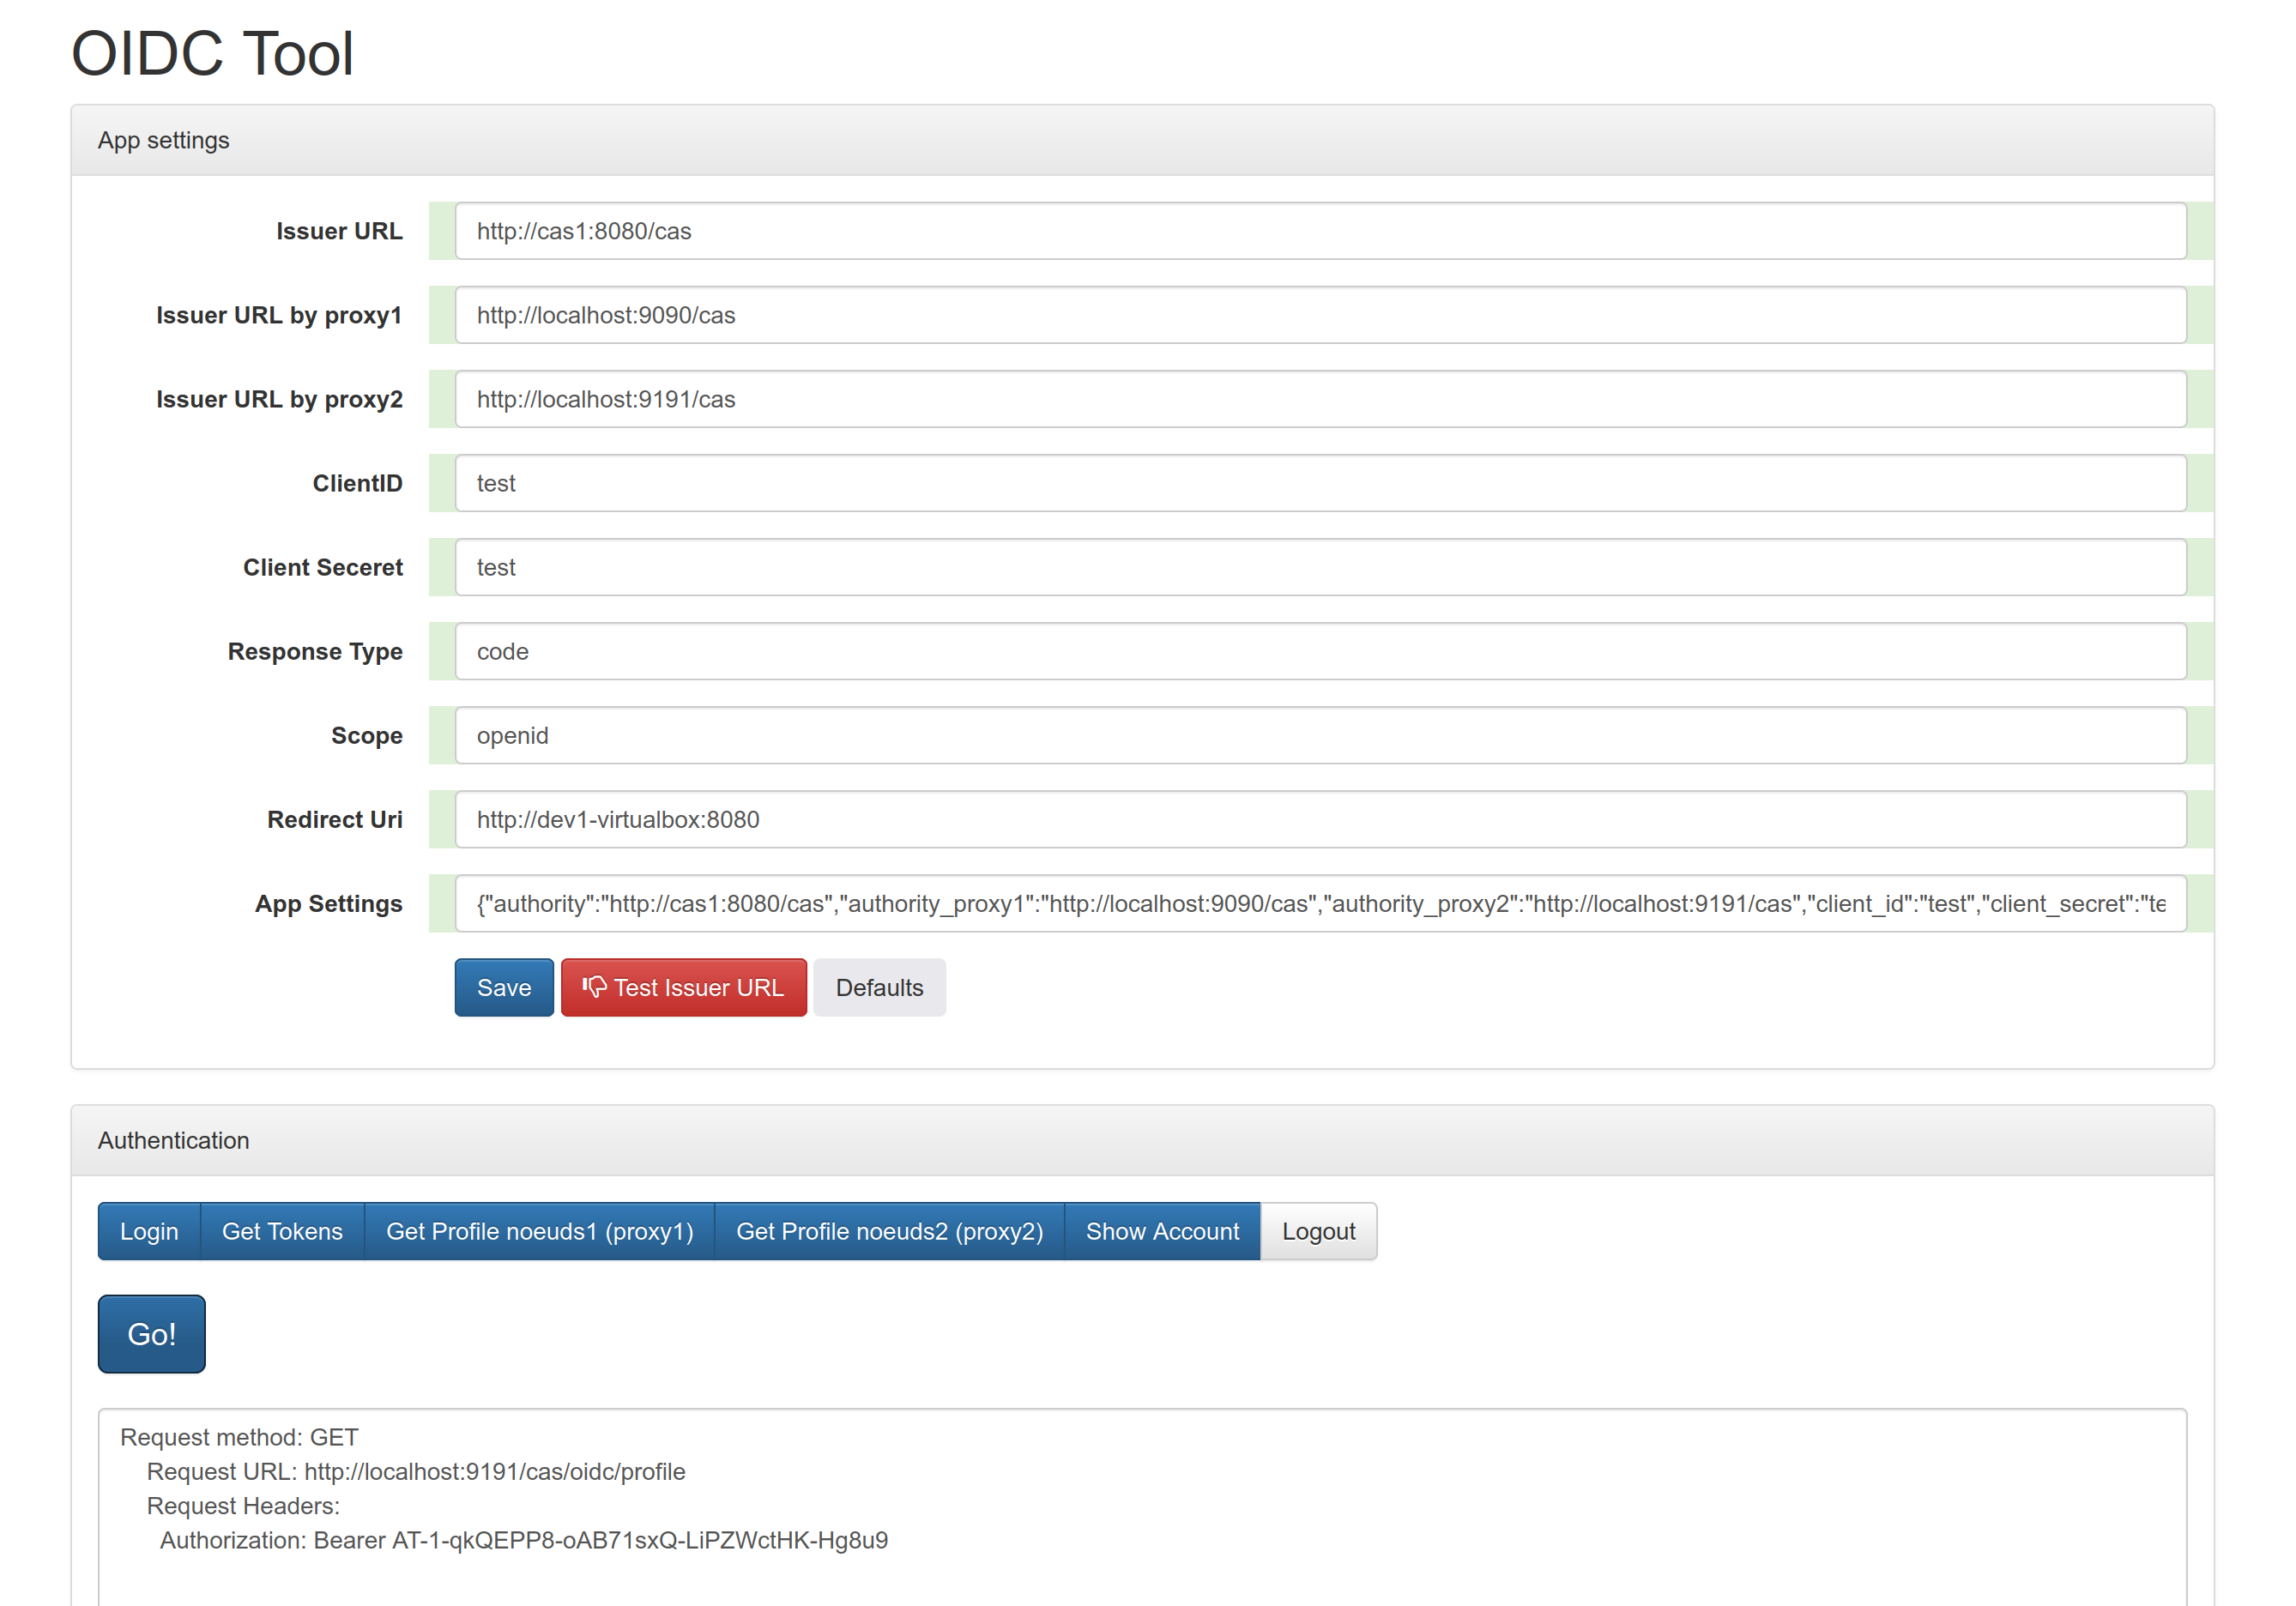 OIDC Tool
App settings
Issuer URL http://cas1:8080/cas
Issuer URL by proxy1 http://localhost:9090/cas
Issuer URL by proxy2 http://localhost:9191/cas
ClientID test
Client Seceret test
Response Type code
Scope openid
Redirect Uri http://dev1-virtualbox:8080
App Settings {"authority":"http://cas1:8080/cas","authority_proxy1":"http://localhost:9090/cas","authority_proxy2":"http://localhost:9191/cas","client_id":"test","client_secret":"te
Save Test Issuer URL Defaults
Authentication
Login Get Tokens Get Profile noeuds1 (proxy1) Get Profile noeuds2 (proxy2) Show Account Logout
Go!
Request method: GET
Request URL: http://localhost:9191/cas/oidc/profile
Request Headers:
Authorization: Bearer AT-1-qkQEPP8-oAB71sxQ-LiPZWctHK-Hg8u9